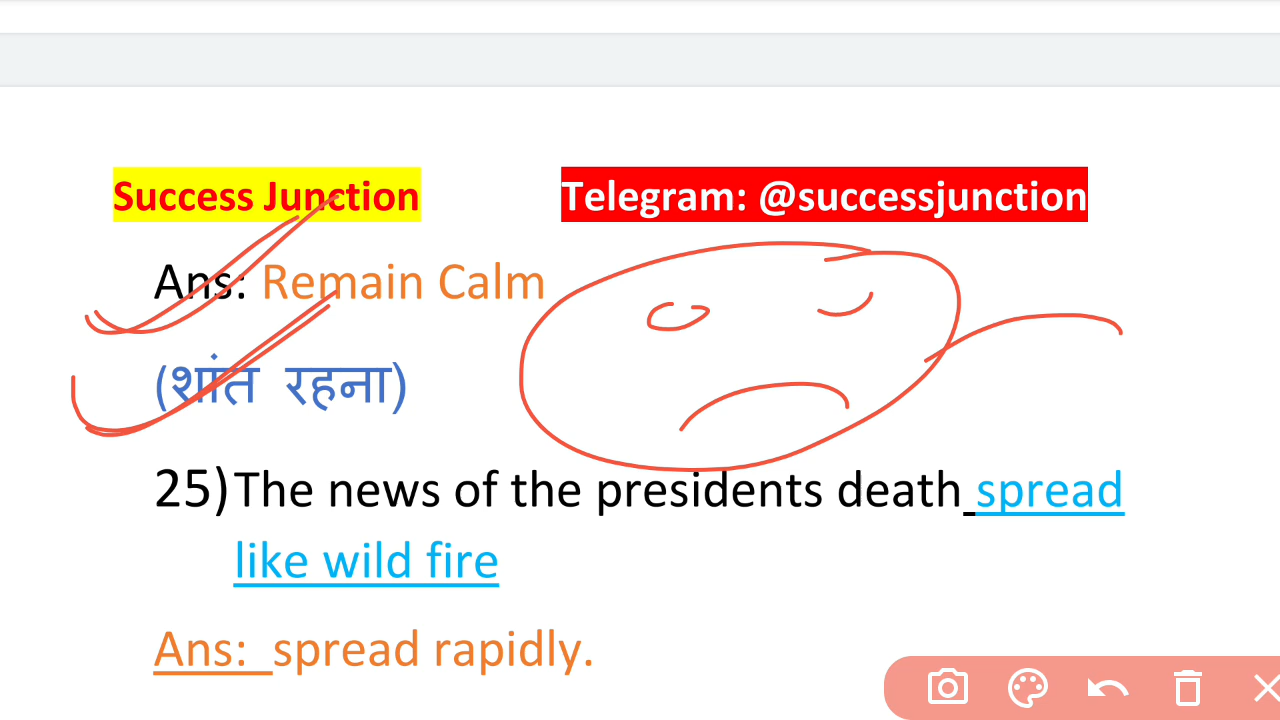 Success Junction Telegram: @successjunction
Ans: Remain Calm
(शांत रहना)
25) The news of the presidents death spread
like wild fire
Ans: spread rapidly.